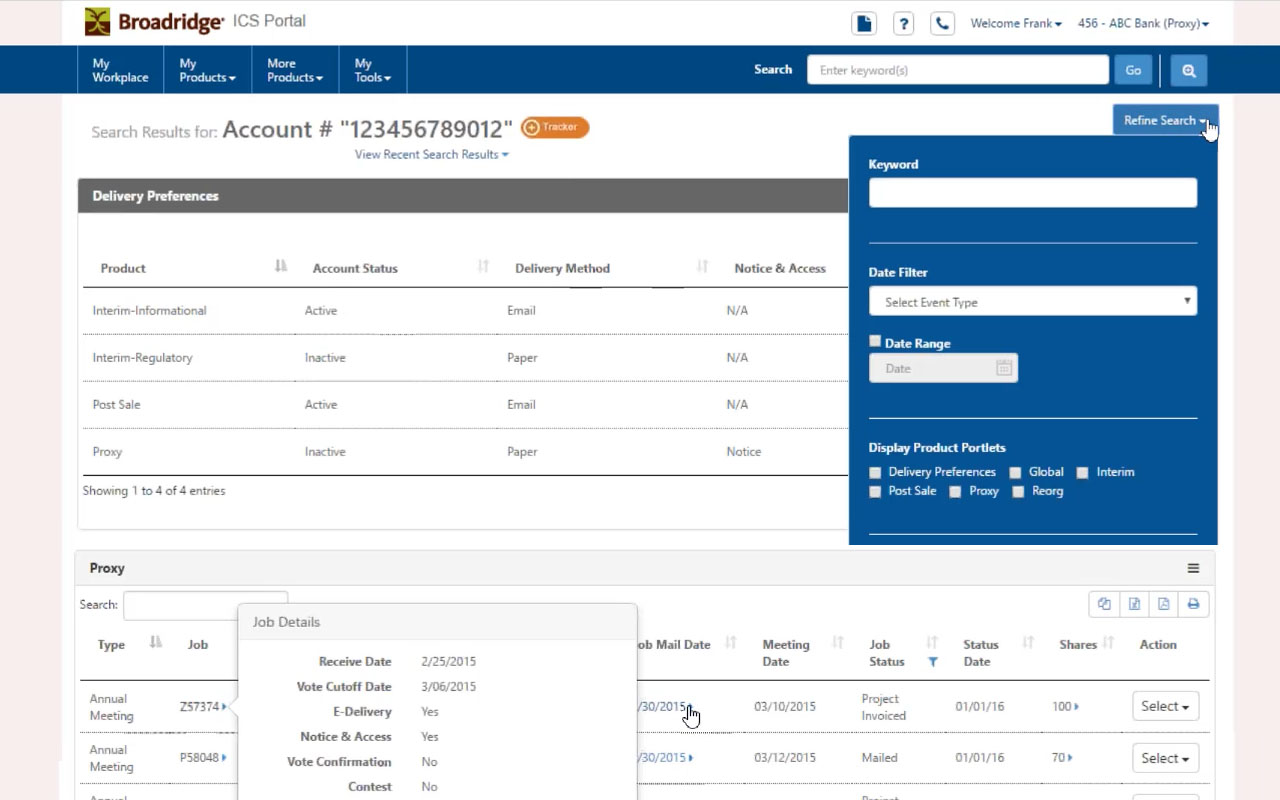 Broadridge ICS Portal
Welcome Frank
456 - ABC Bank (Proxy)
My Workplace
My Products
More Products
My Tools
Search
Enter keyword(s)
Go
Search Results for: Account # "123456789012"
Tracker
View Recent Search Results
Refine Search
Keyword
Date Filter
Select Event Type
Date Range
Date
Display Product Portlets
Delivery Preferences Global Interim
Post Sale Proxy Reorg
Delivery Preferences
Product Account Status Delivery Method Notice & Access
Interim-Informational Active Email N/A
Interim-Regulatory Inactive Paper N/A
Post Sale Active Email N/A
Proxy Inactive Paper Notice
Showing 1 to 4 of 4 entries
Proxy
Search:
Type Job ob Mail Date Meeting Date Job Status Status Date Shares Action
Annual Meeting Z57374 /30/2015 03/10/2015 Project Invoiced 01/01/16 100 Select
Annual Meeting P58048 /30/2015 03/12/2015 Mailed 01/01/16 70 Select
Job Details
Receive Date 2/25/2015
Vote Cutoff Date 3/06/2015
E-Delivery Yes
Notice & Access Yes
Vote Confirmation No
Contest No